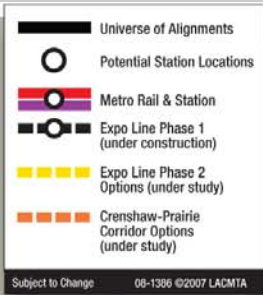 Universe of Alignments
Potential Station Locations
Metro Rail & Station
Expo Line Phase 1
(under construction)
Expo Line Phase 2
Options (under study)
Crenshaw-Prairie
Corridor Options
(under study)
Subject to Change 08-1386 ©2007 LACMTA